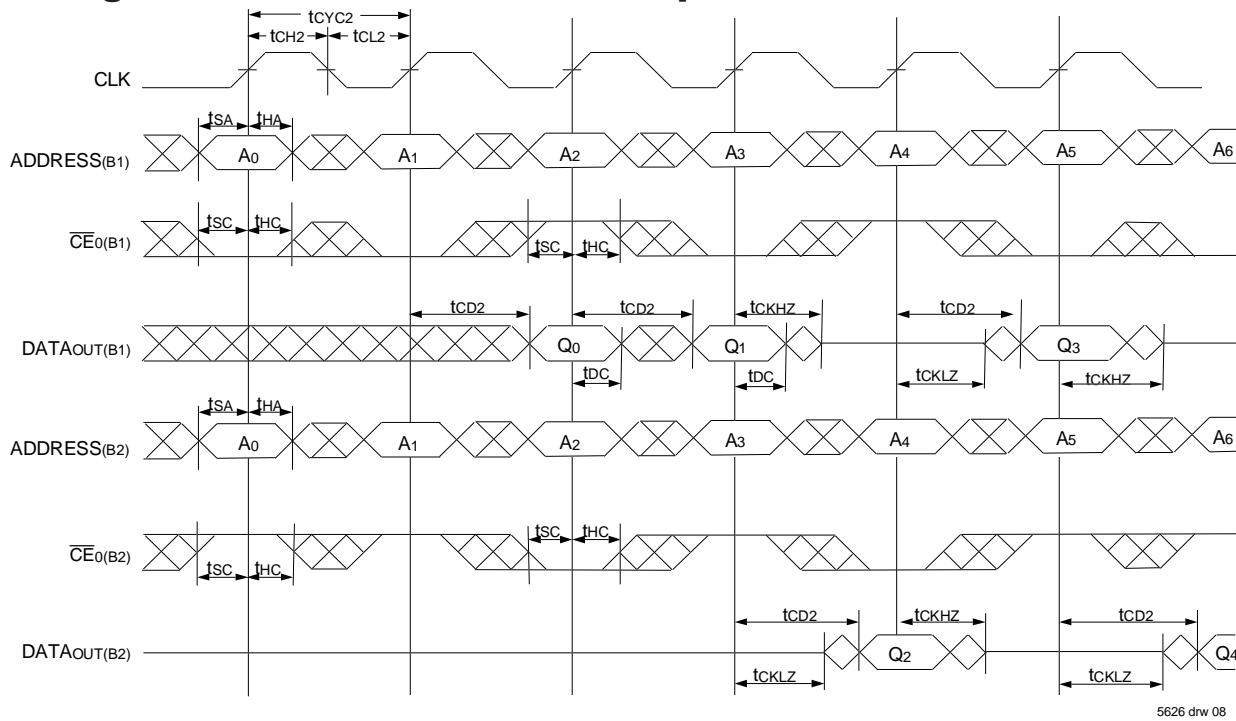 tCYC2
tCH2 tCL2
CLK
tSA tHA
ADDRESS(B1) A0 A1 A2 A3 A4 A5 A6
tSC tHC
CE0(B1)
tSC tHC
tCD2 tCD2 tCKHZ tCD2
DATAOUT(B1) Q0 Q1 Q3
tDC tDC tCKLZ tCKHZ
tSA tHA
ADDRESS(B2) A0 A1 A2 A3 A4 A5 A6
tSC tHC
CE0(B2)
tSC tHC
tCD2 tCKHZ tCD2
DATAOUT(B2) Q2 Q4
tCKLZ tCKLZ
5626 drw 08